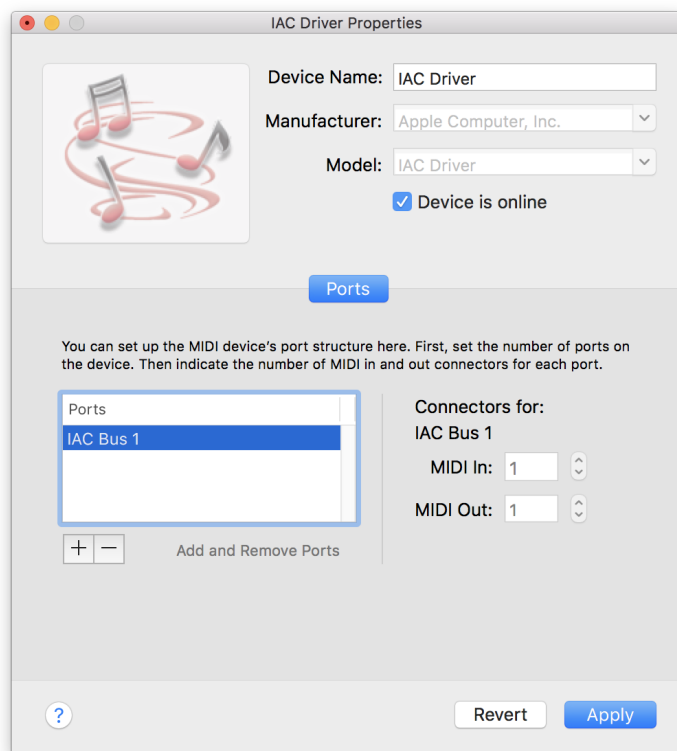 IAC Driver Properties
Device Name: IAC Driver
Manufacturer: Apple Computer, Inc.
Model: IAC Driver
Device is online
Ports
You can set up the MIDI device's port structure here. First, set the number of ports on
the device. Then indicate the number of MIDI in and out connectors for each port.
Ports
IAC Bus 1
Add and Remove Ports
Connectors for:
IAC Bus 1
MIDI In: 1
MIDI Out: 1
? Revert Apply